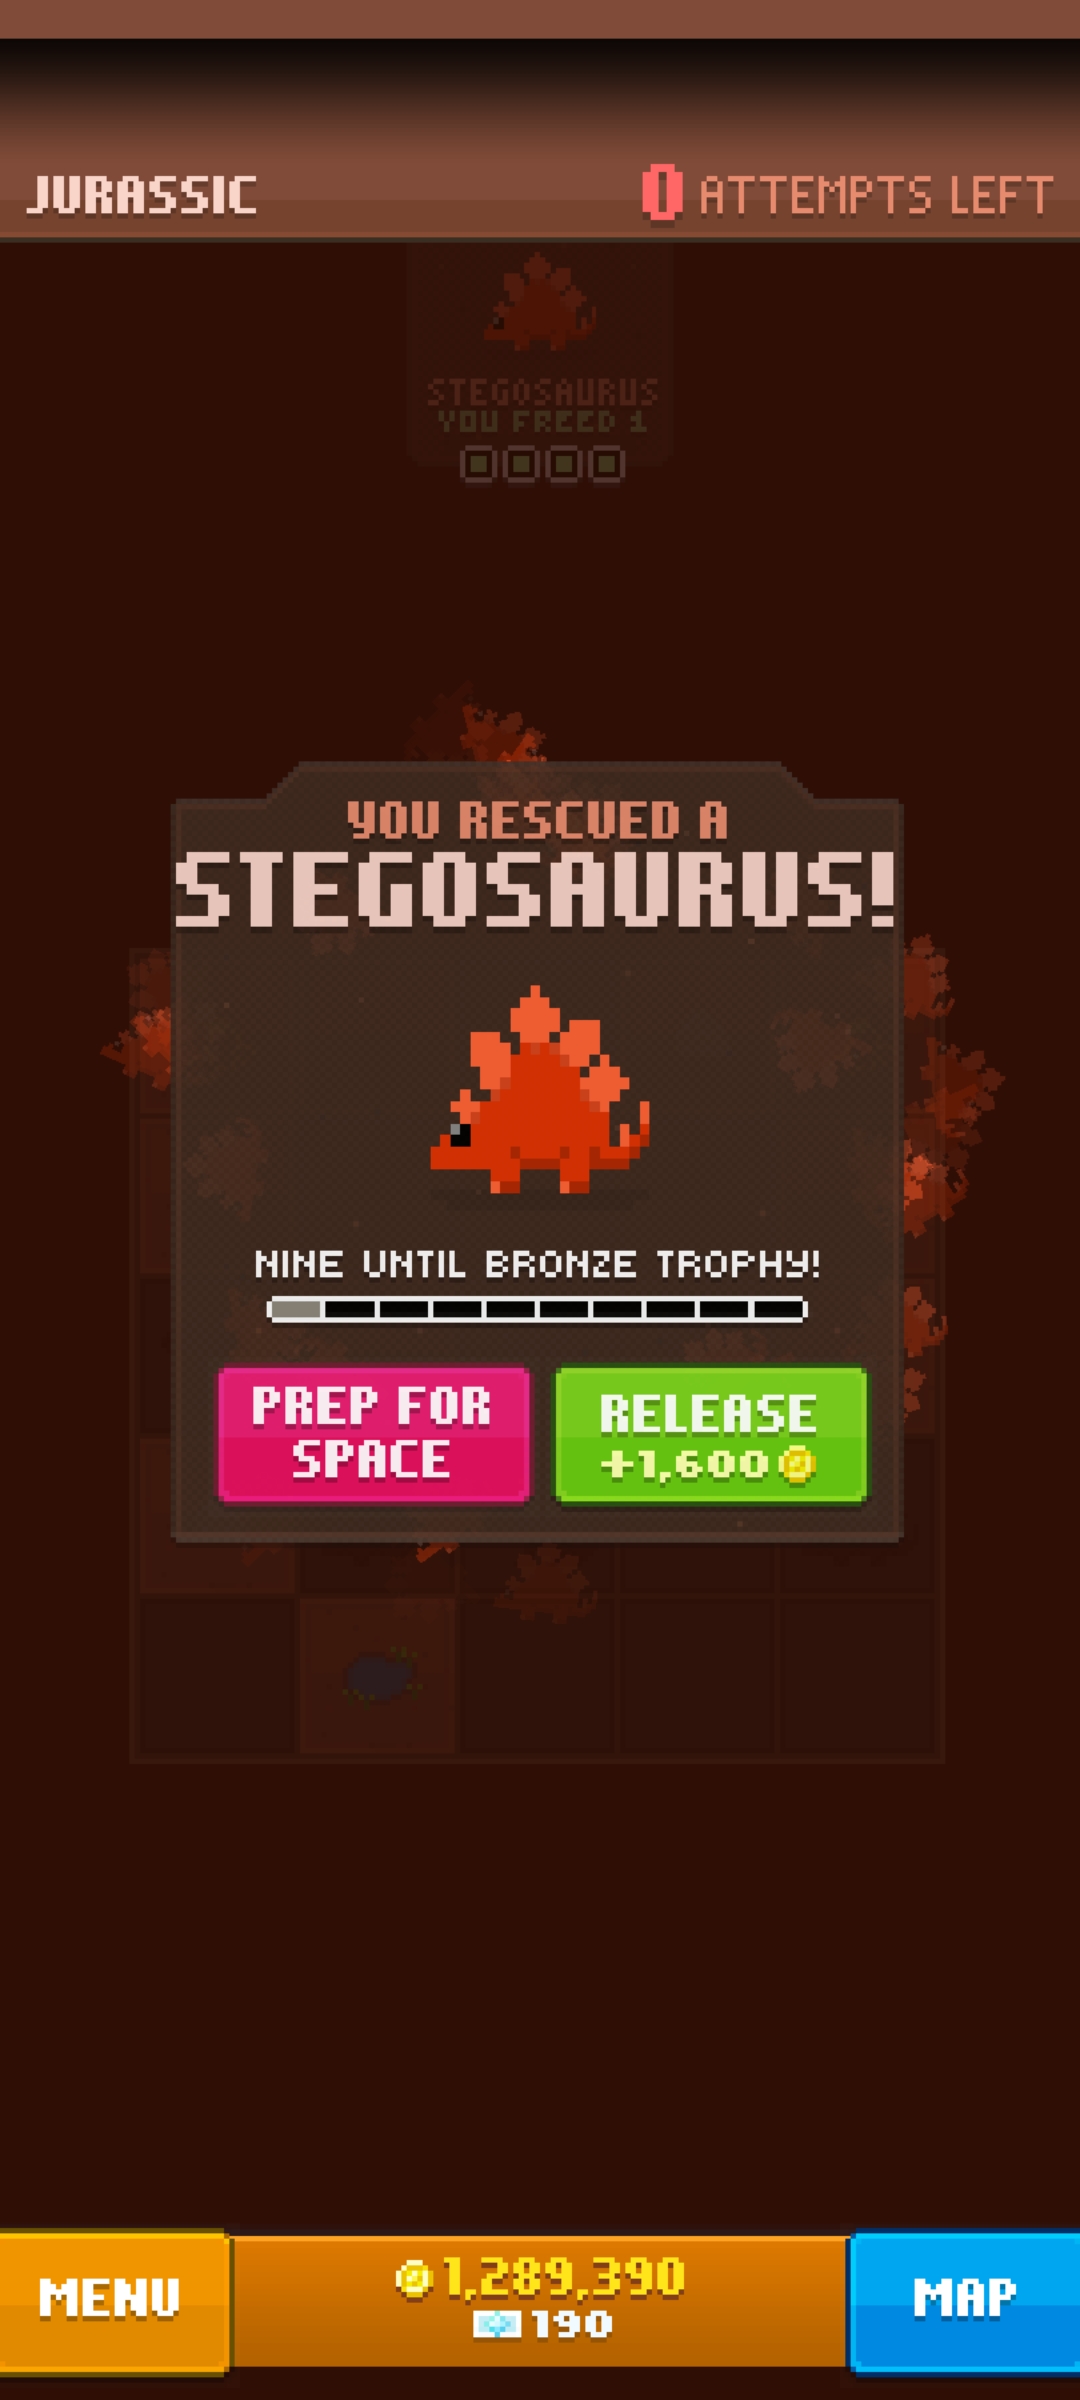 JURASSIC
0 ATTEMPTS LEFT
STEGOSAURUS
YOU FREED 1
YOU RESCUED A
STEGOSAURUS!
NINE UNTIL BRONZE TROPHY!
PREP FOR
SPACE
RELEASE
+1,600
MENU
1,289,390
190
MAP